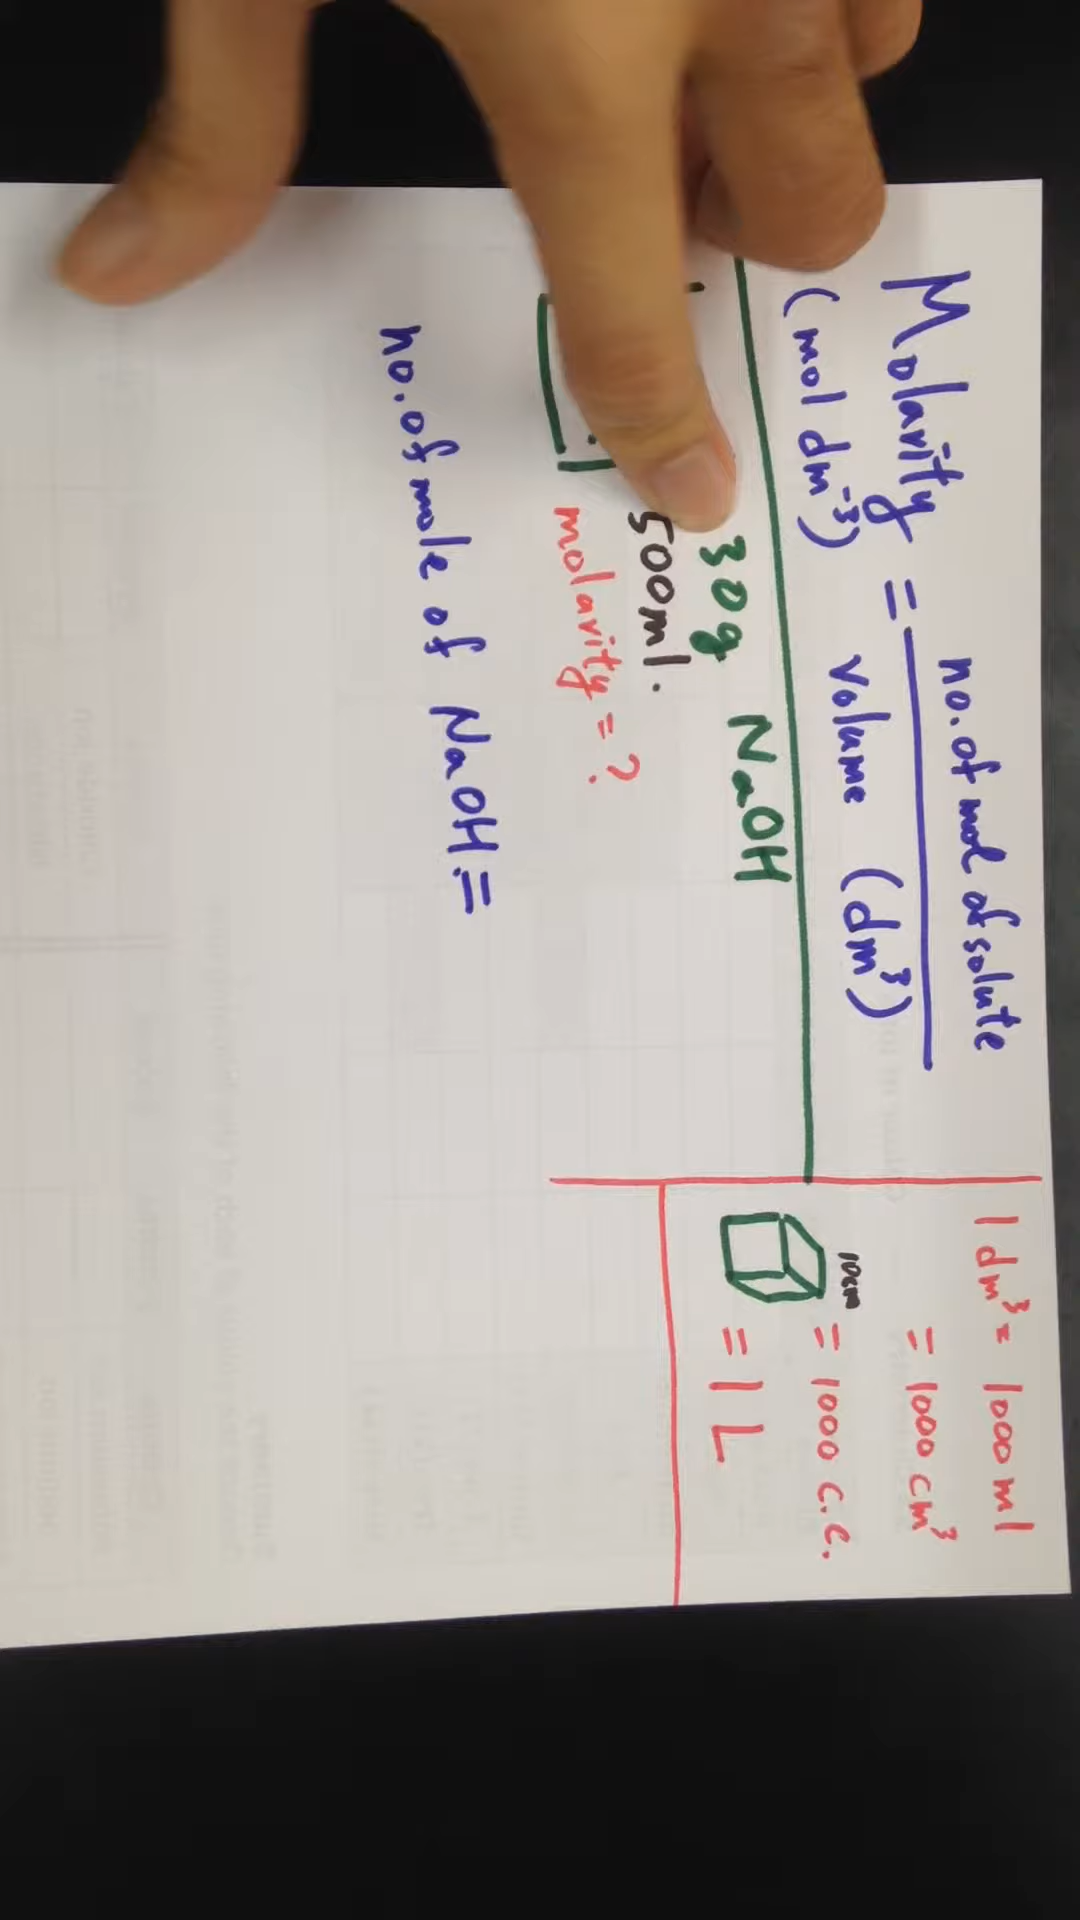 Molarity = no. of mol of solute
(mol dm⁻³) volume (dm³)
30g NaOH
500ml.
molarity = ?
no. of mole of NaOH =
1 dm³ = 1000 ml
= 1000 cm³
10cm = 1000 c.c.
= 1 L